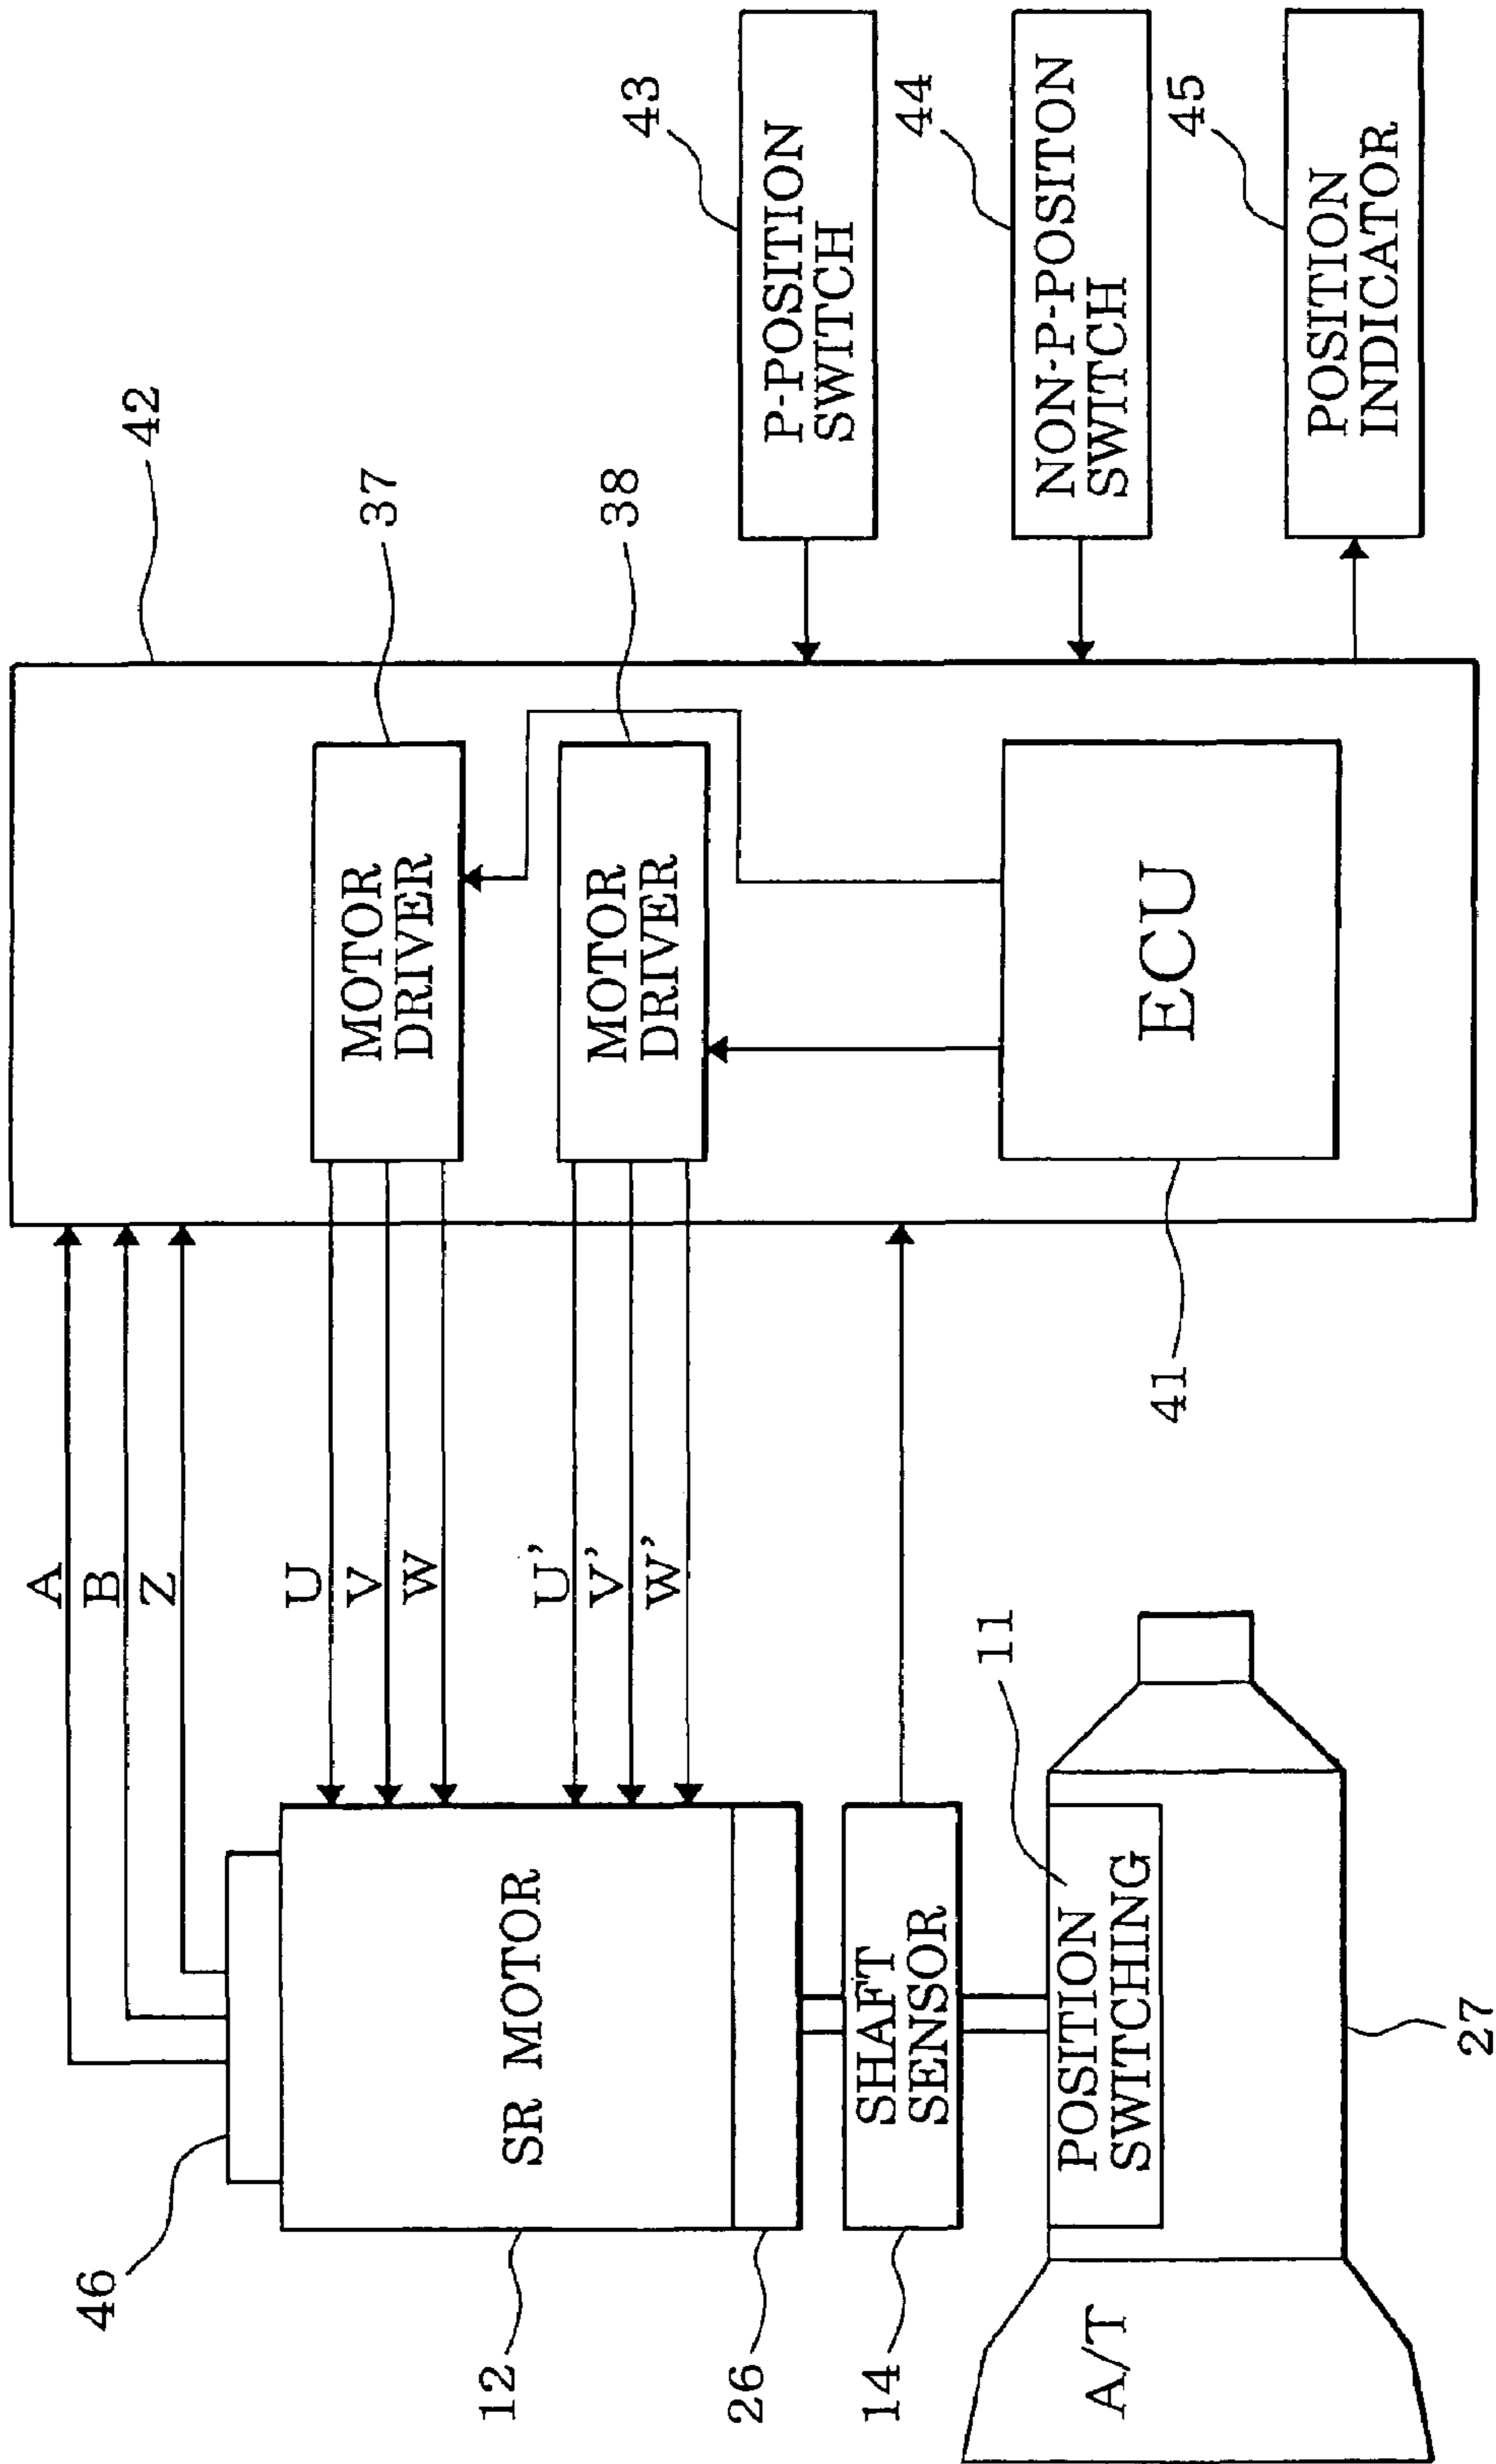 A
B
Z
46
42
U
V
W
MOTOR
DRIVER
37
SR MOTOR
12
U'
V'
W'
MOTOR
DRIVER
38
43
P-POSITION
SWITCH
26
SHAFT
SENSOR
14
44
NON-P-POSITON
SWITCH
11
POSITION
SWITCHING
A/T
ECU
41
45
POSITION
INDICATOR
27